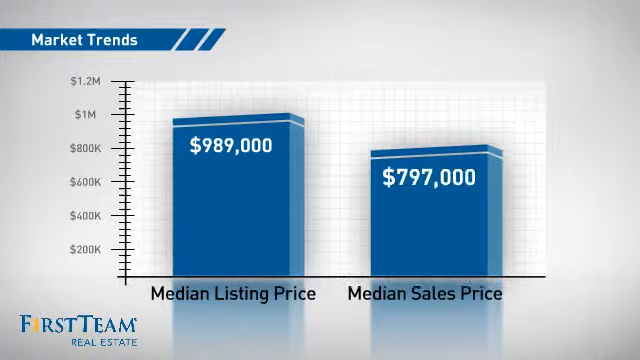 Market Trends
$1.2M
$1M
$800K
$600K
$400K
$200K
$989,000
$797,000
Median Listing Price
Median Sales Price
FIRSTTEAM®
REAL ESTATE